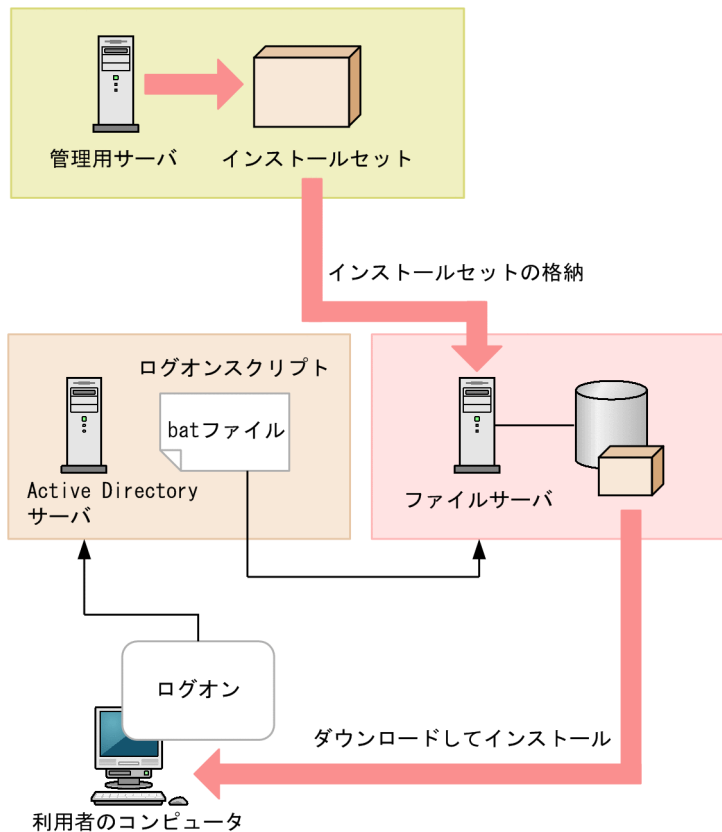 管理用サーバ
インストールセット
インストールセットの格納
ログオンスクリプト
batファイル
Active Directory
サーバ
ファイルサーバ
ログオン
ダウンロードしてインストール
利用者のコンピュータ